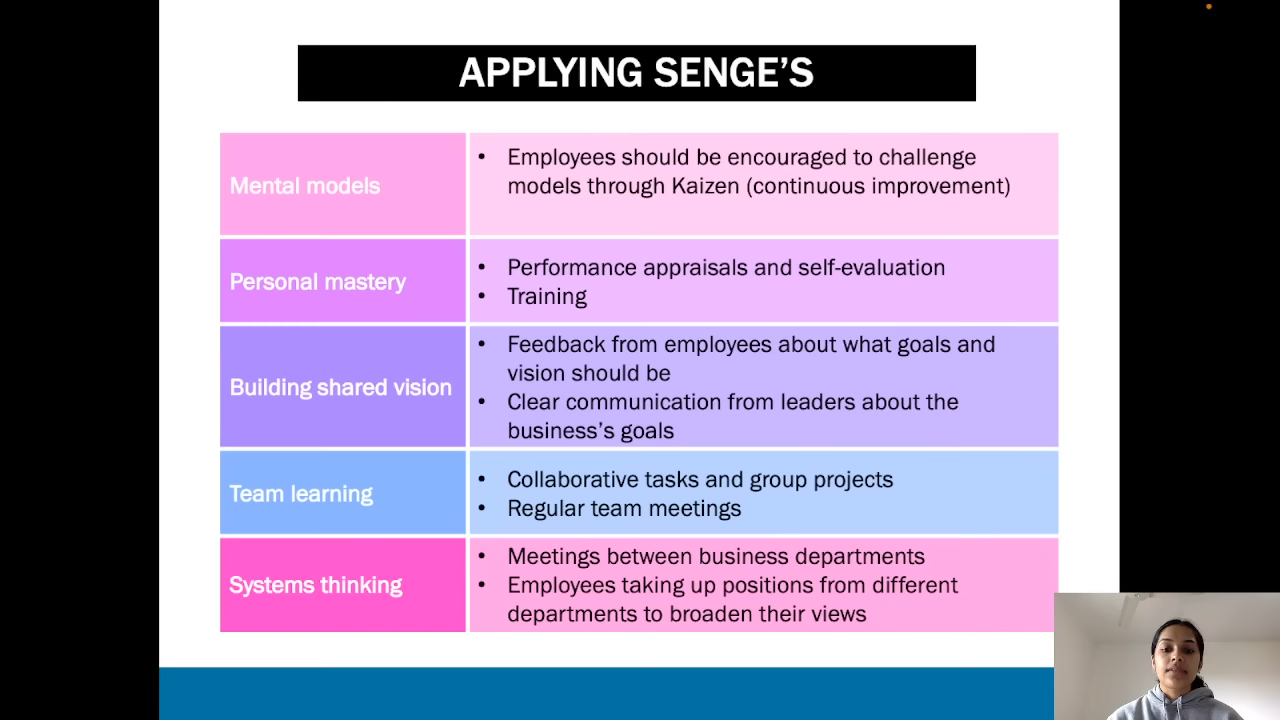 APPLYING SENGE'S
Mental models
• Employees should be encouraged to challenge
models through Kaizen (continuous improvement)
Personal mastery
• Performance appraisals and self-evaluation
• Training
Building shared vision
• Feedback from employees about what goals and
vision should be
• Clear communication from leaders about the
business's goals
Team learning
• Collaborative tasks and group projects
• Regular team meetings
Systems thinking
• Meetings between business departments
• Employees taking up positions from different
departments to broaden their views